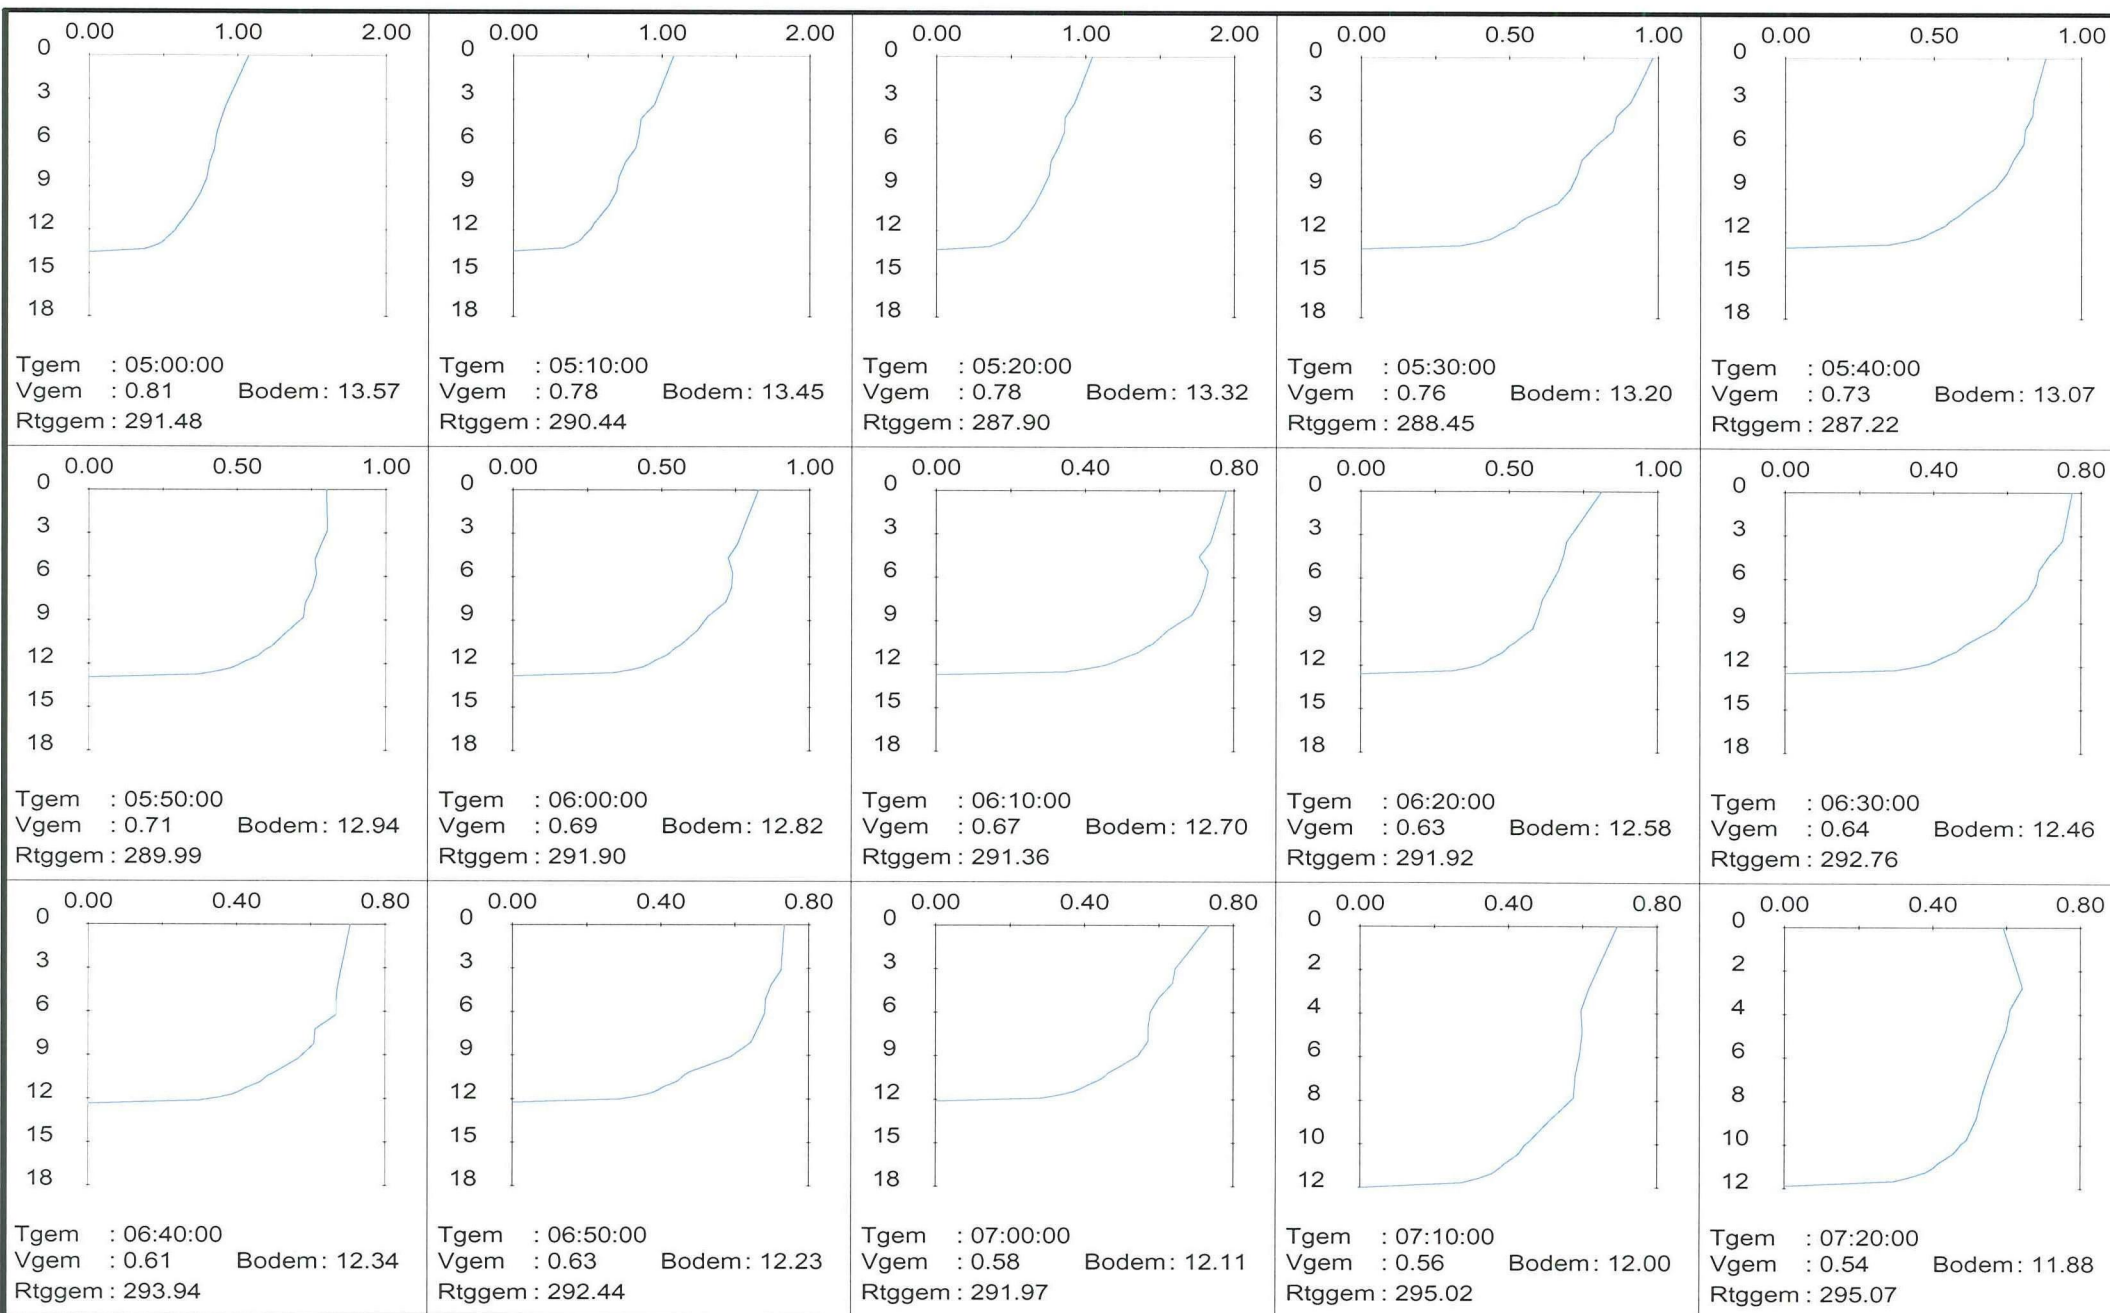 0.00 1.00 2.00
0
3
6
9
12
15
18
Tgem : 05:00:00
Vgem : 0.81 Bodem: 13.57
Rtggem : 291.48
0.00 1.00 2.00
0
3
6
9
12
15
18
Tgem : 05:10:00
Vgem : 0.78 Bodem: 13.45
Rtggem : 290.44
0.00 1.00 2.00
0
3
6
9
12
15
18
Tgem : 05:20:00
Vgem : 0.78 Bodem: 13.32
Rtggem : 287.90
0.00 0.50 1.00
0
3
6
9
12
15
18
Tgem : 05:30:00
Vgem : 0.76 Bodem: 13.20
Rtggem : 288.45
0.00 0.50 1.00
0
3
6
9
12
15
18
Tgem : 05:40:00
Vgem : 0.73 Bodem: 13.07
Rtggem : 287.22
0.00 0.50 1.00
0
3
6
9
12
15
18
Tgem : 05:50:00
Vgem : 0.71 Bodem: 12.94
Rtggem : 289.99
0.00 0.50 1.00
0
3
6
9
12
15
18
Tgem : 06:00:00
Vgem : 0.69 Bodem: 12.82
Rtggem : 291.90
0.00 0.40 0.80
0
3
6
9
12
15
18
Tgem : 06:10:00
Vgem : 0.67 Bodem: 12.70
Rtggem : 291.36
0.00 0.50 1.00
0
3
6
9
12
15
18
Tgem : 06:20:00
Vgem : 0.63 Bodem: 12.58
Rtggem : 291.92
0.00 0.40 0.80
0
3
6
9
12
15
18
Tgem : 06:30:00
Vgem : 0.64 Bodem: 12.46
Rtggem : 292.76
0.00 0.40 0.80
0
3
6
9
12
15
18
Tgem : 06:40:00
Vgem : 0.61 Bodem: 12.34
Rtggem : 293.94
0.00 0.40 0.80
0
3
6
9
12
15
18
Tgem : 06:50:00
Vgem : 0.63 Bodem: 12.23
Rtggem : 292.44
0.00 0.40 0.80
0
3
6
9
12
15
18
Tgem : 07:00:00
Vgem : 0.58 Bodem: 12.11
Rtggem : 291.97
0.00 0.40 0.80
0
2
4
6
8
10
12
Tgem : 07:10:00
Vgem : 0.56 Bodem: 12.00
Rtggem : 295.02
0.00 0.40 0.80
0
2
4
6
8
10
12
Tgem : 07:20:00
Vgem : 0.54 Bodem: 11.88
Rtggem : 295.07